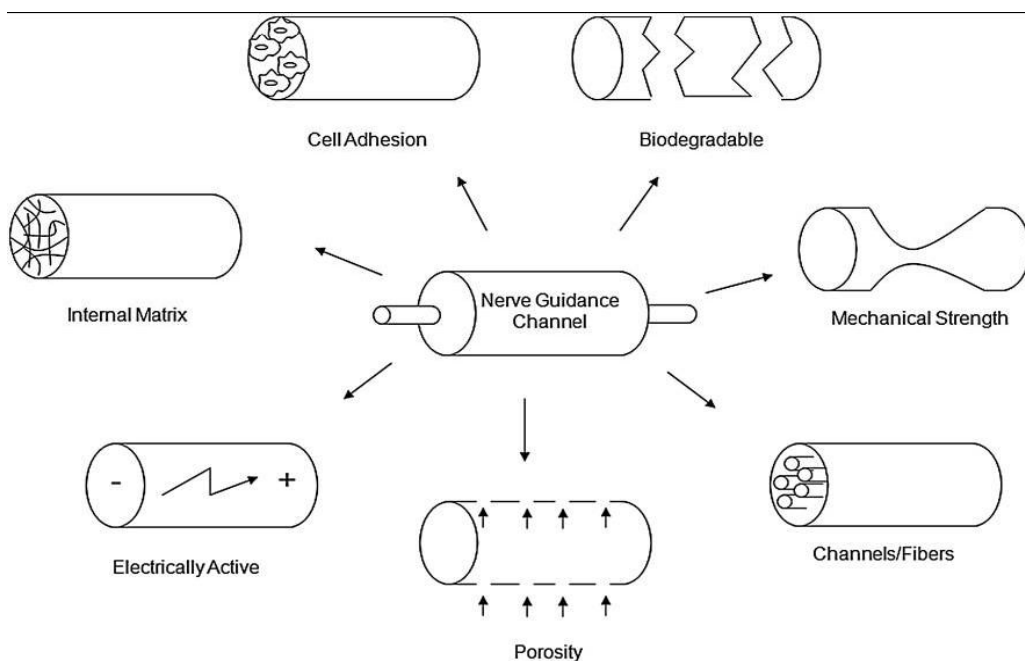 Cell Adhesion
Biodegradable
Internal Matrix
Nerve Guidance
Channel
Mechanical Strength
- +
Electrically Active
Channels/Fibers
Porosity